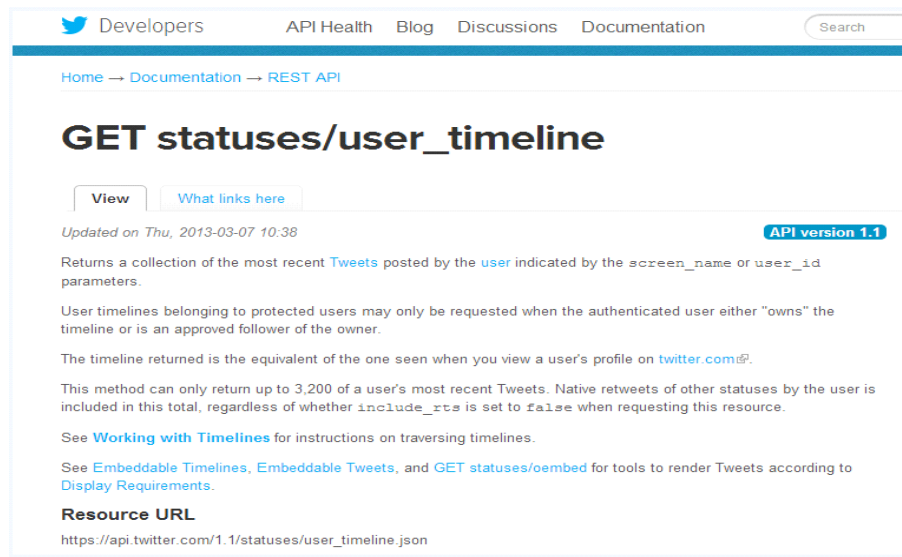 Developers API Health Blog Discussions Documentation Search
Home → Documentation → REST API
GET statuses/user_timeline
View What links here
Updated on Thu, 2013-03-07 10:38 API version 1.1
Returns a collection of the most recent Tweets posted by the user indicated by the screen_name or user_id
parameters.
User timelines belonging to protected users may only be requested when the authenticated user either "owns" the
timeline or is an approved follower of the owner.
The timeline returned is the equivalent of the one seen when you view a user's profile on twitter.com.
This method can only return up to 3,200 of a user's most recent Tweets. Native retweets of other statuses by the user is
included in this total, regardless of whether include_rts is set to false when requesting this resource.
See Working with Timelines for instructions on traversing timelines.
See Embeddable Timelines, Embeddable Tweets, and GET statuses/oembed for tools to render Tweets according to
Display Requirements.
Resource URL
https://api.twitter.com/1.1/statuses/user_timeline.json